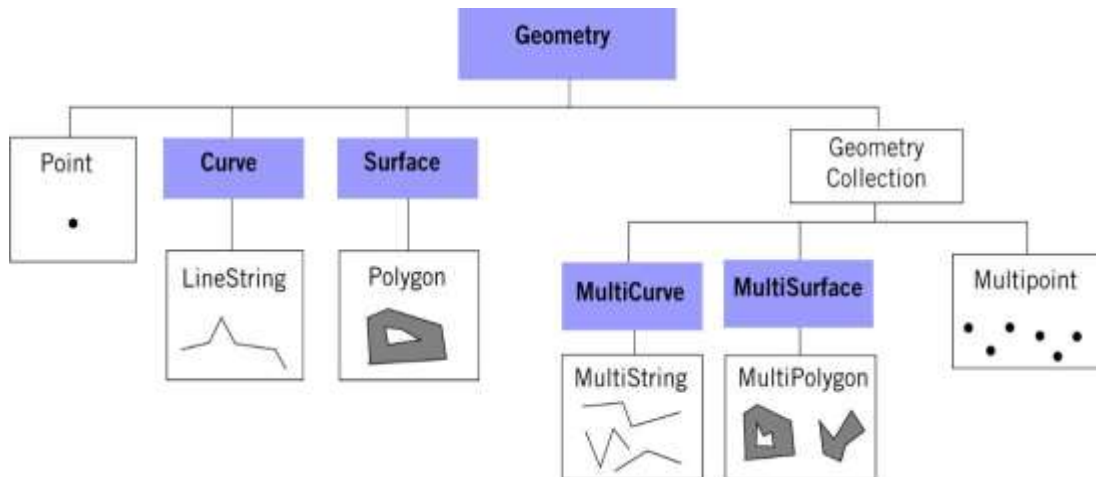 Geometry
Point
Curve
Surface
Geometry
Collection
LineString
Polygon
MultiCurve
MultiSurface
Multipoint
MultiString
MultiPolygon